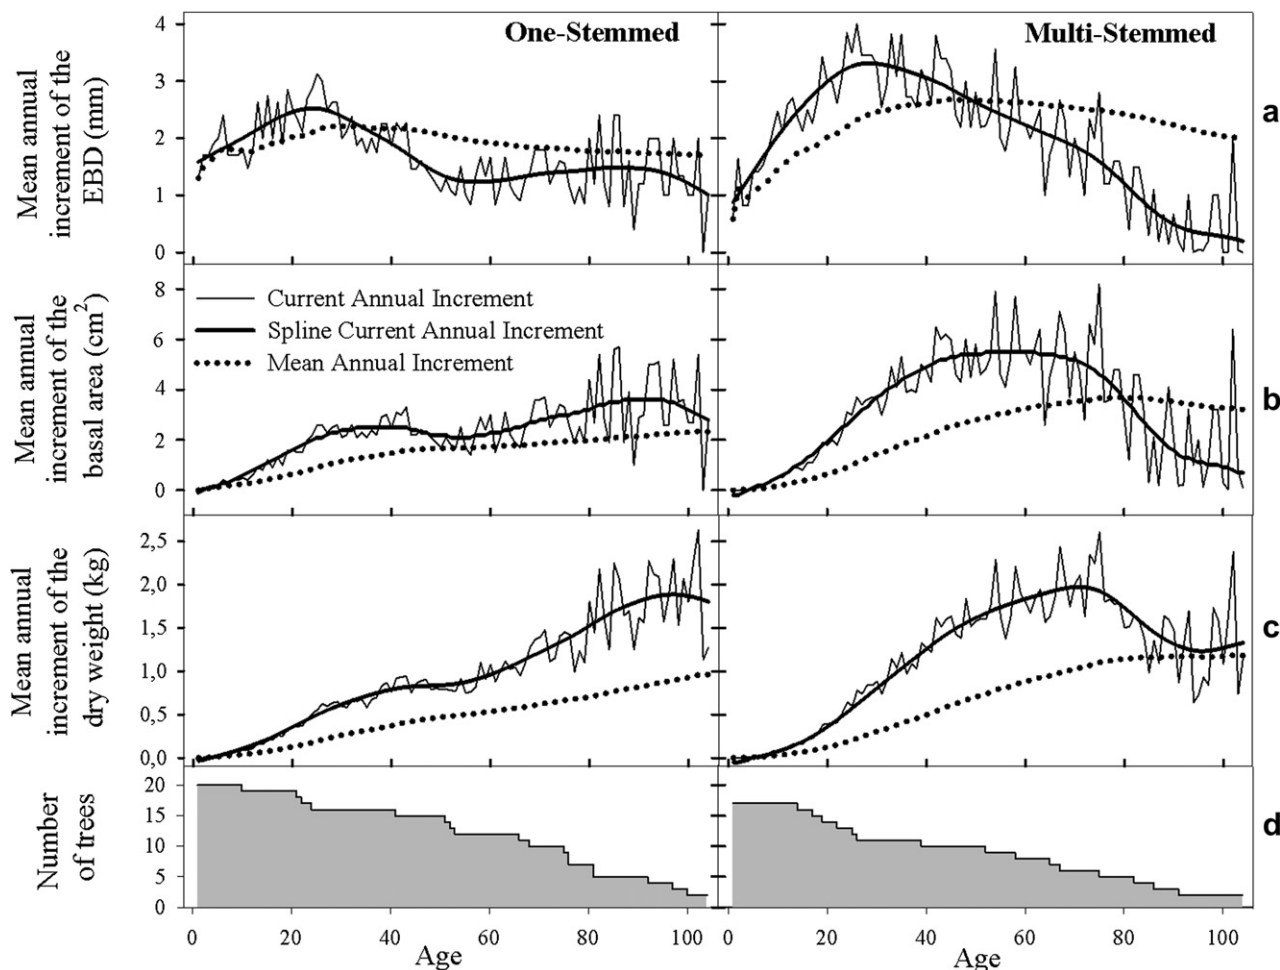 One-Stemmed
Multi-Stemmed
Mean annual
increment of the
EBD (mm)
4
3
2
1
0
a
Mean annual
increment of the
basal area (cm²)
8
6
4
2
0
Current Annual Increment
Spline Current Annual Increment
Mean Annual Increment
b
Mean annual
increment of the
dry weight (kg)
2,5
2,0
1,5
1,0
0,5
0,0
c
Number
of trees
20
15
10
5
0
d
0 20 40 60 80 100
0 20 40 60 80 100
Age
Age